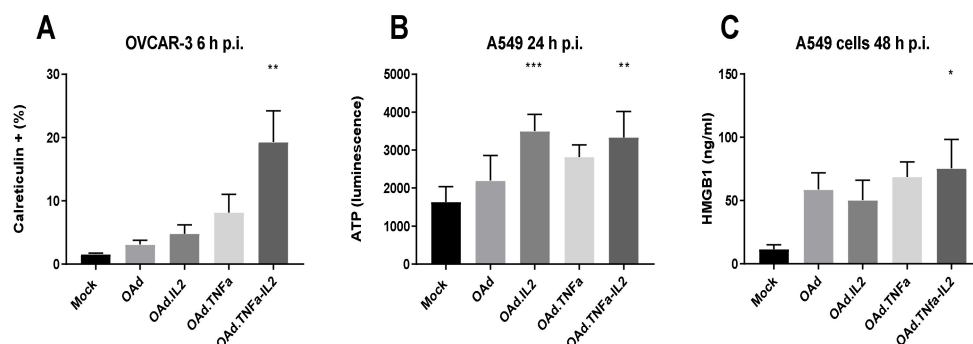 A
OVCAR-3 6 h p.i.
Calreticulin + (%)
30
20
10
0
**
Mock
OAd
OAd.IL2
OAd.TNFa
OAd.TNFa-IL2
B
A549 24 h p.i.
ATP (luminescence)
5000
4000
3000
2000
1000
0
***
**
Mock
OAd
OAd.IL2
OAd.TNFa
OAd.TNFa-IL2
C
A549 cells 48 h p.i.
HMGB1 (ng/ml)
150
100
50
0
*
Mock
OAd
OAd.IL2
OAd.TNFa
OAd.TNfa-IL2